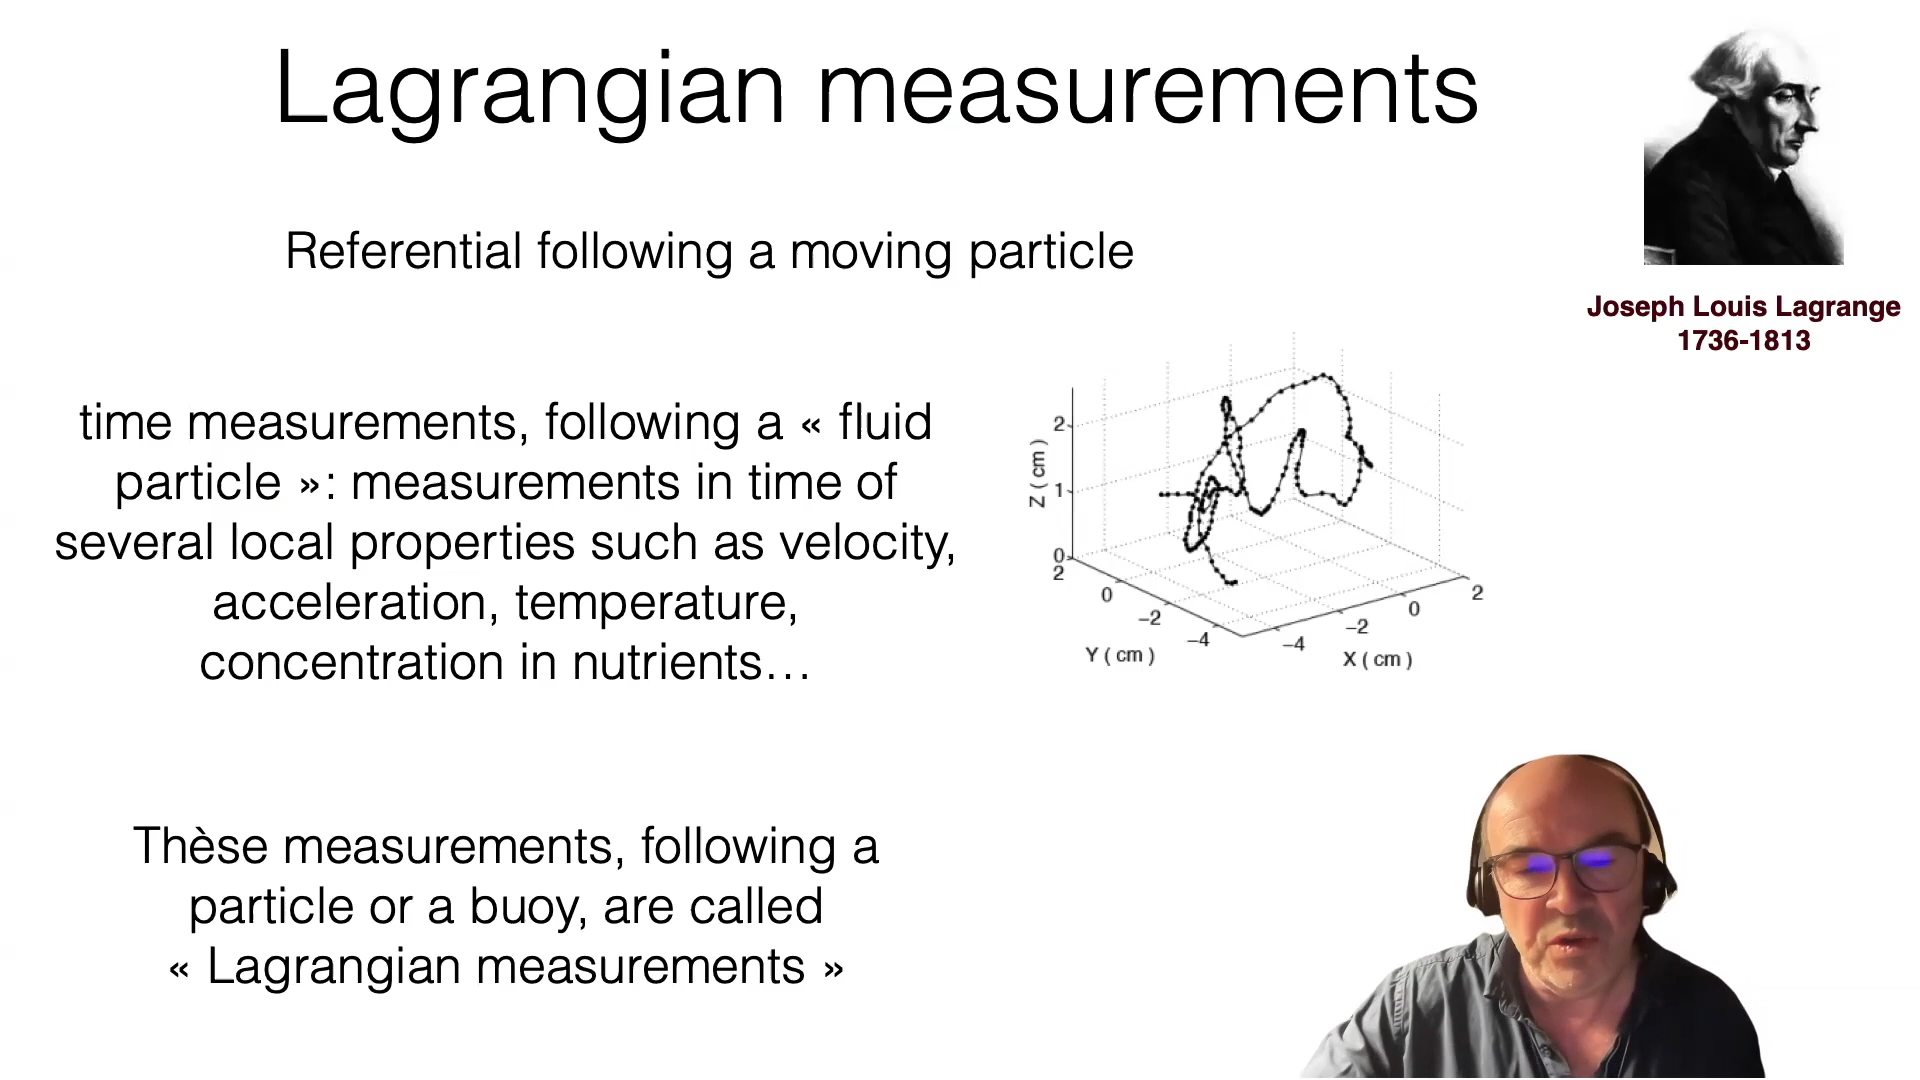 Lagrangian measurements
Referential following a moving particle
Joseph Louis Lagrange
1736-1813
time measurements, following a « fluid
particle »: measurements in time of
several local properties such as velocity,
acceleration, temperature,
concentration in nutrients…
2
1
0
Z ( cm )
2
0
−2
−4
Y ( cm )
−4
−2
0
2
X ( cm )
Thèse measurements, following a
particle or a buoy, are called
« Lagrangian measurements »